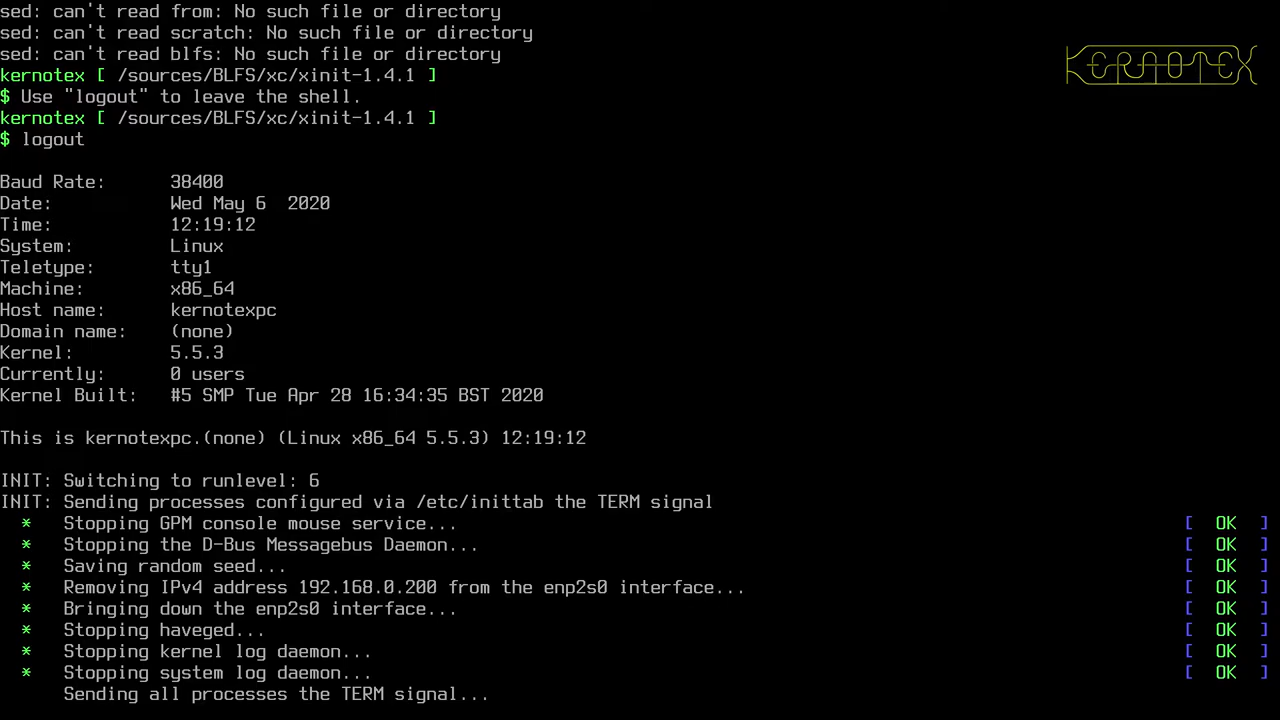 sed: can't read from: No such file or directory
sed: can't read scratch: No such file or directory
sed: can't read blfs: No such file or directory
KERNOTEX
kernotex [ /sources/BLFS/xc/xinit-1.4.1 ]
$ Use "logout" to leave the shell.
kernotex [ /sources/BLFS/xc/xinit-1.4.1 ]
$ logout
Baud Rate: 38400
Date: Wed May 6  2020
Time: 12:19:12
System: Linux
Teletype: tty1
Machine: x86_64
Host name: kernotexpc
Domain name: (none)
Kernel: 5.5.3
Currently: 0 users
Kernel Built: #5 SMP Tue Apr 28 16:34:35 BST 2020
This is kernotexpc.(none) (Linux x86_64 5.5.3) 12:19:12
INIT: Switching to runlevel: 6
INIT: Sending processes configured via /etc/inittab the TERM signal
* Stopping GPM console mouse service... [ OK ]
* Stopping the D-Bus Messagebus Daemon... [ OK ]
* Saving random seed... [ OK ]
* Removing IPv4 address 192.168.0.200 from the enp2s0 interface... [ OK ]
* Bringing down the enp2s0 interface... [ OK ]
* Stopping haveged... [ OK ]
* Stopping kernel log daemon... [ OK ]
* Stopping system log daemon... [ OK ]
Sending all processes the TERM signal...